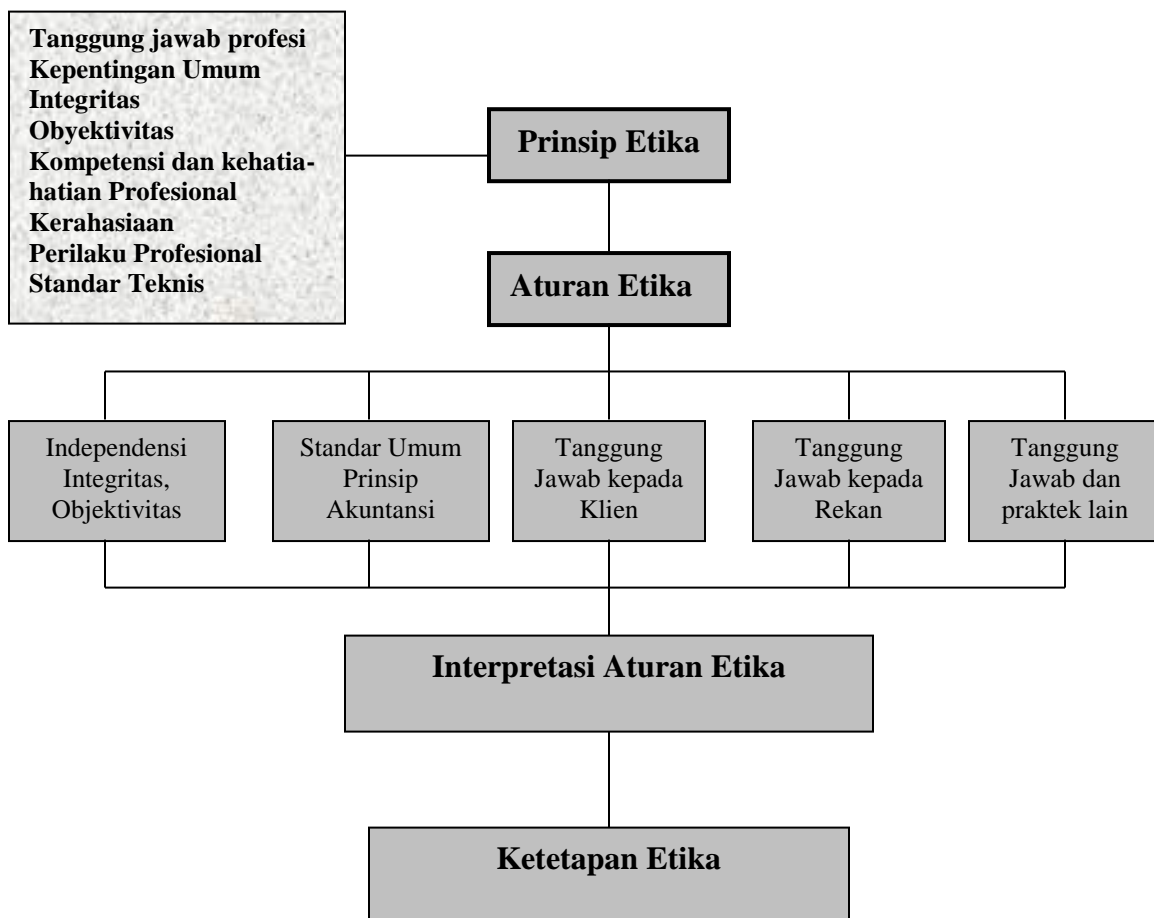 Tanggung jawab profesi
Kepentingan Umum
Integritas
Obyektivitas
Kompetensi dan kehatia-
hatian Profesional
Kerahasiaan
Perilaku Profesional
Standar Teknis
Prinsip Etika
Aturan Etika
Independensi
Integritas,
Objektivitas
Standar Umum
Prinsip
Akuntansi
Tanggung
Jawab kepada
Klien
Tanggung
Jawab kepada
Rekan
Tanggung
Jawab dan
praktek lain
Interpretasi Aturan Etika
Ketetapan Etika